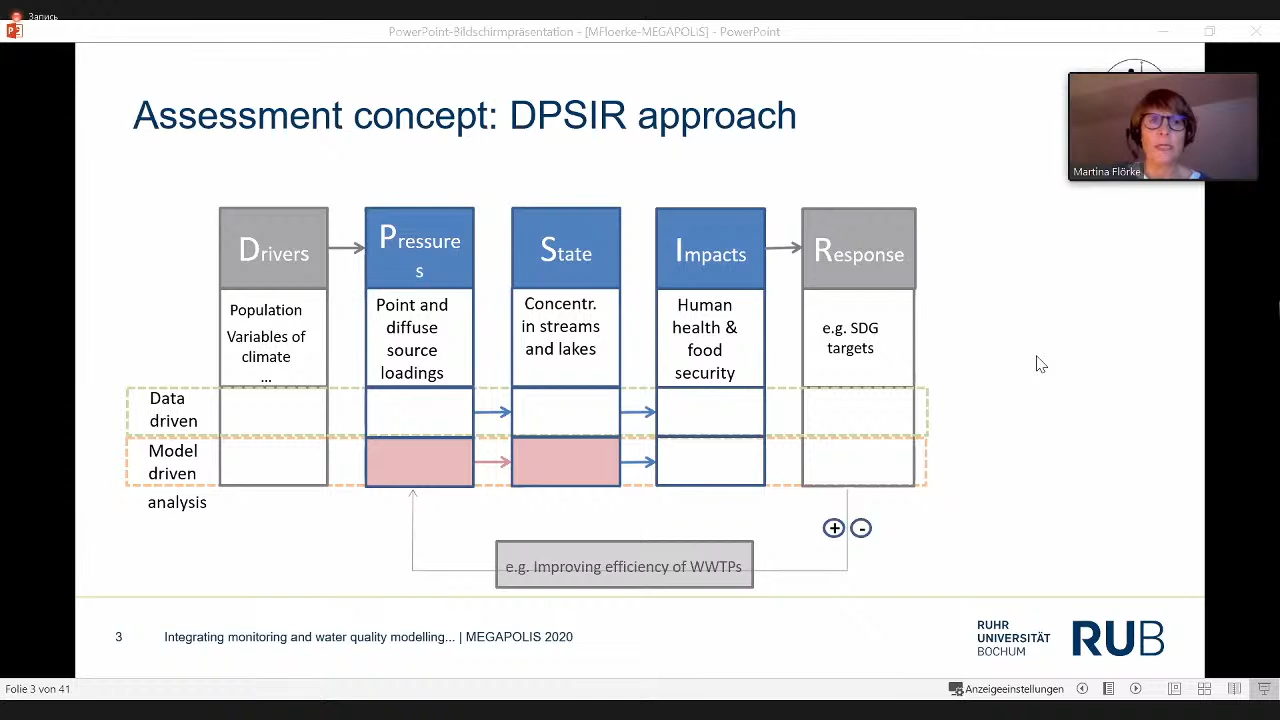 Запись
PowerPoint-Bildschirmpräsentation - [MFloerke-MEGAPOLiS] - PowerPoint
Assessment concept: DPSIR approach
Martina Flörke
Drivers
Pressure
s
State
Impacts
Response
Population
Variables of
climate
...
Point and
diffuse
source
loadings
Concentr.
in streams
and lakes
Human
health &
food
security
e.g. SDG
targets
Data
driven
Model
driven
analysis
+ -
e.g. Improving efficiency of WWTPs
3
Integrating monitoring and water quality modelling... | MEGAPOLIS 2020
RUHR
UNIVERSITÄT
BOCHUM
RUB
Folie 3 von 41
Anzeigeeinstellungen